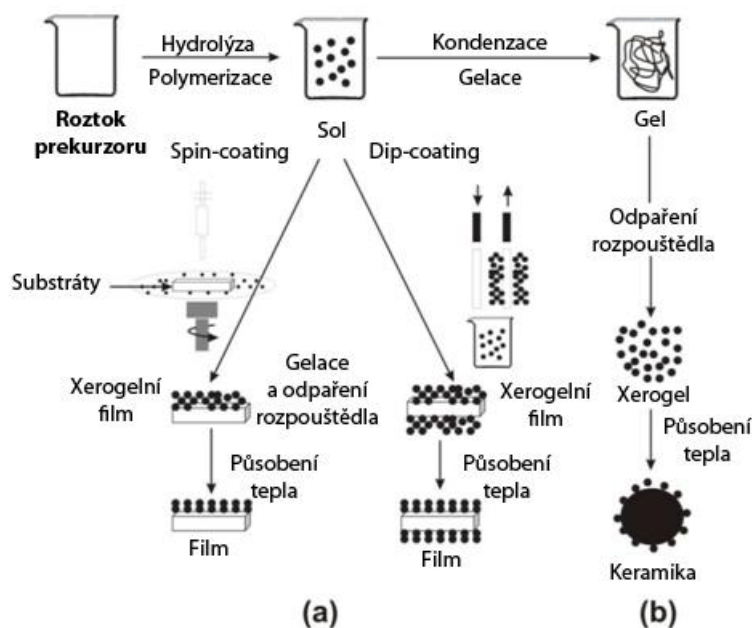 Hydrolýza
Polymerizace
Kondenzace
Gelace
Roztok
prekurzoru
Sol
Gel
Spin-coating
Dip-coating
Odpaření
rozpouštědla
Substráty
Xerogelní
film
Gelace
a odpaření
rozpouštědla
Xerogelní
film
Xerogel
Působení
tepla
Působení
tepla
Působení
tepla
Film
Film
Keramika
(a)
(b)